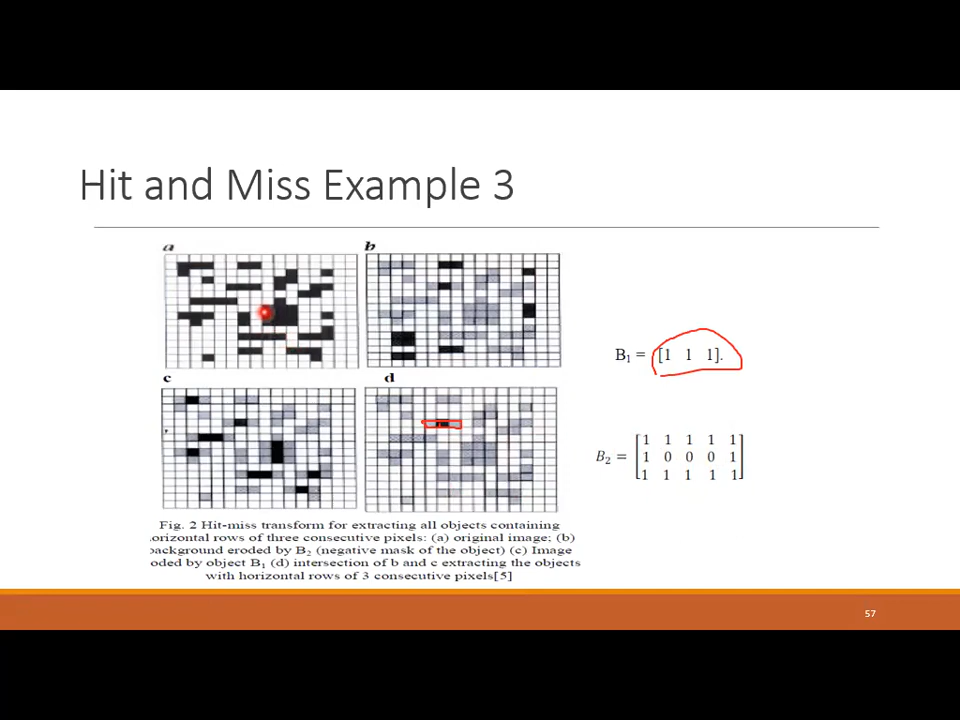 Hit and Miss Example 3
a
b
c
d
B1 = [1 1 1].
B2 =
1 1 1 1 1
1 0 0 0 1
1 1 1 1 1
Fig. 2 Hit-miss transform for extracting all objects containing
orizontal rows of three consecutive pixels: (a) original image; (b)
background eroded by B2 (negative mask of the object) (c) Image
oded by object B1 (d) intersection of b and c extracting the objects
with horizontal rows of 3 consecutive pixels[5]
57